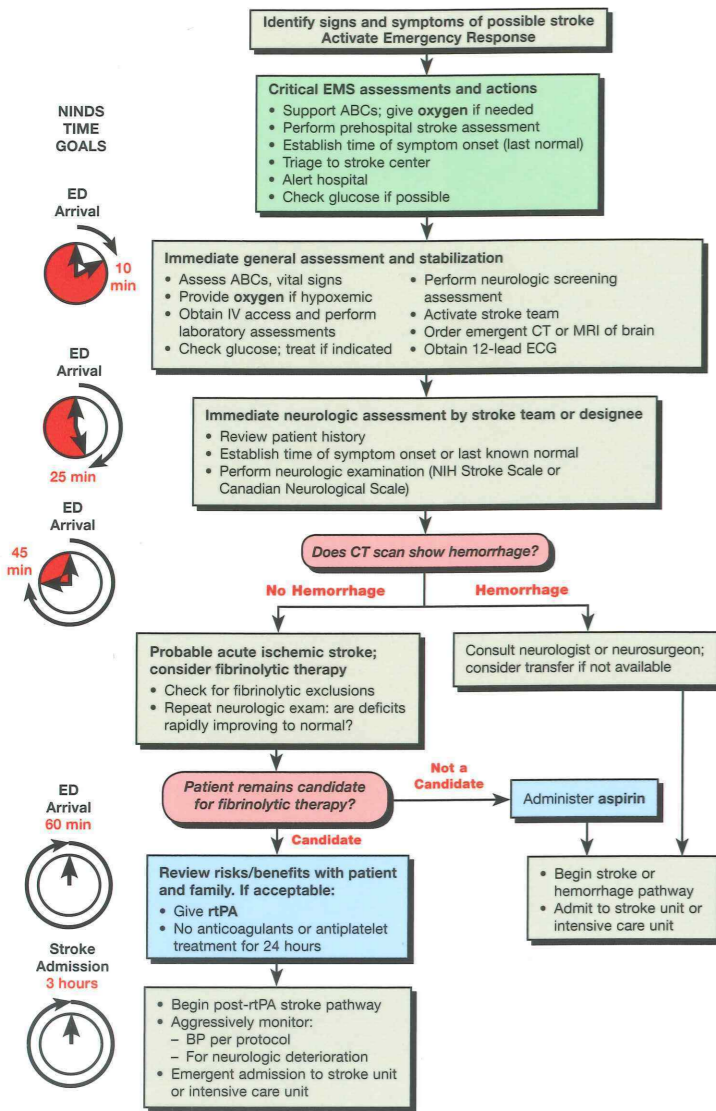 Identify signs and symptoms of possible stroke
Activate Emergency Response
Critical EMS assessments and actions
• Support ABCs; give oxygen if needed
• Perform prehospital stroke assessment
• Establish time of symptom onset (last normal)
• Triage to stroke center
• Alert hospital
• Check glucose if possible
NINDS
TIME
GOALS
ED
Arrival
10
min
Immediate general assessment and stabilization
• Assess ABCs, vital signs
• Provide oxygen if hypoxemic
• Obtain IV access and perform
laboratory assessments
• Check glucose; treat if indicated
• Perform neurologic screening
assessment
• Activate stroke team
• Order emergent CT or MRI of brain
• Obtain 12-lead ECG
ED
Arrival
25 min
Immediate neurologic assessment by stroke team or designee
• Review patient history
• Establish time of symptom onset or last known normal
• Perform neurologic examination (NIH Stroke Scale or
Canadian Neurological Scale)
ED
Arrival
45
min
Does CT scan show hemorrhage?
No Hemorrhage
Hemorrhage
Probable acute ischemic stroke;
consider fibrinolytic therapy
• Check for fibrinolytic exclusions
• Repeat neurologic exam: are deficits
rapidly improving to normal?
Consult neurologist or neurosurgeon;
consider transfer if not available
Patient remains candidate
for fibrinolytic therapy?
Not a
Candidate
Administer aspirin
Candidate
ED
Arrival
60 min
Review risks/benefits with patient
and family. If acceptable:
• Give rtPA
• No anticoagulants or antiplatelet
treatment for 24 hours
• Begin stroke or
hemorrhage pathway
• Admit to stroke unit or
intensive care unit
Stroke
Admission
3 hours
• Begin post-rtPA stroke pathway
• Aggressively monitor:
– BP per protocol
– For neurologic deterioration
• Emergent admission to stroke unit
or intensive care unit